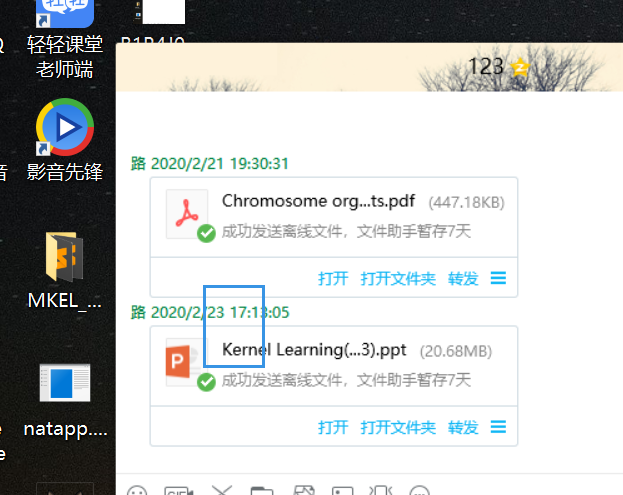 轻轻课堂
老师端
影音先锋
MKEL_...
natapp....
123
路 2020/2/21 19:30:31
Chromosome org...ts.pdf (447.18KB)
成功发送离线文件，文件助手暂存7天
打开 打开文件夹 转发
路 2020/2/23 17:13:05
Kernel Learning(...3).ppt (20.68MB)
成功发送离线文件，文件助手暂存7天
打开 打开文件夹 转发
GIF